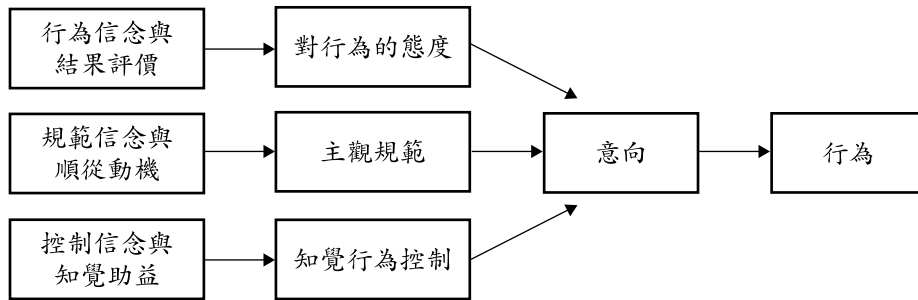 行為信念與
結果評價
對行為的態度
規範信念與
順從動機
主觀規範
意向
行為
控制信念與
知覺助益
知覺行為控制